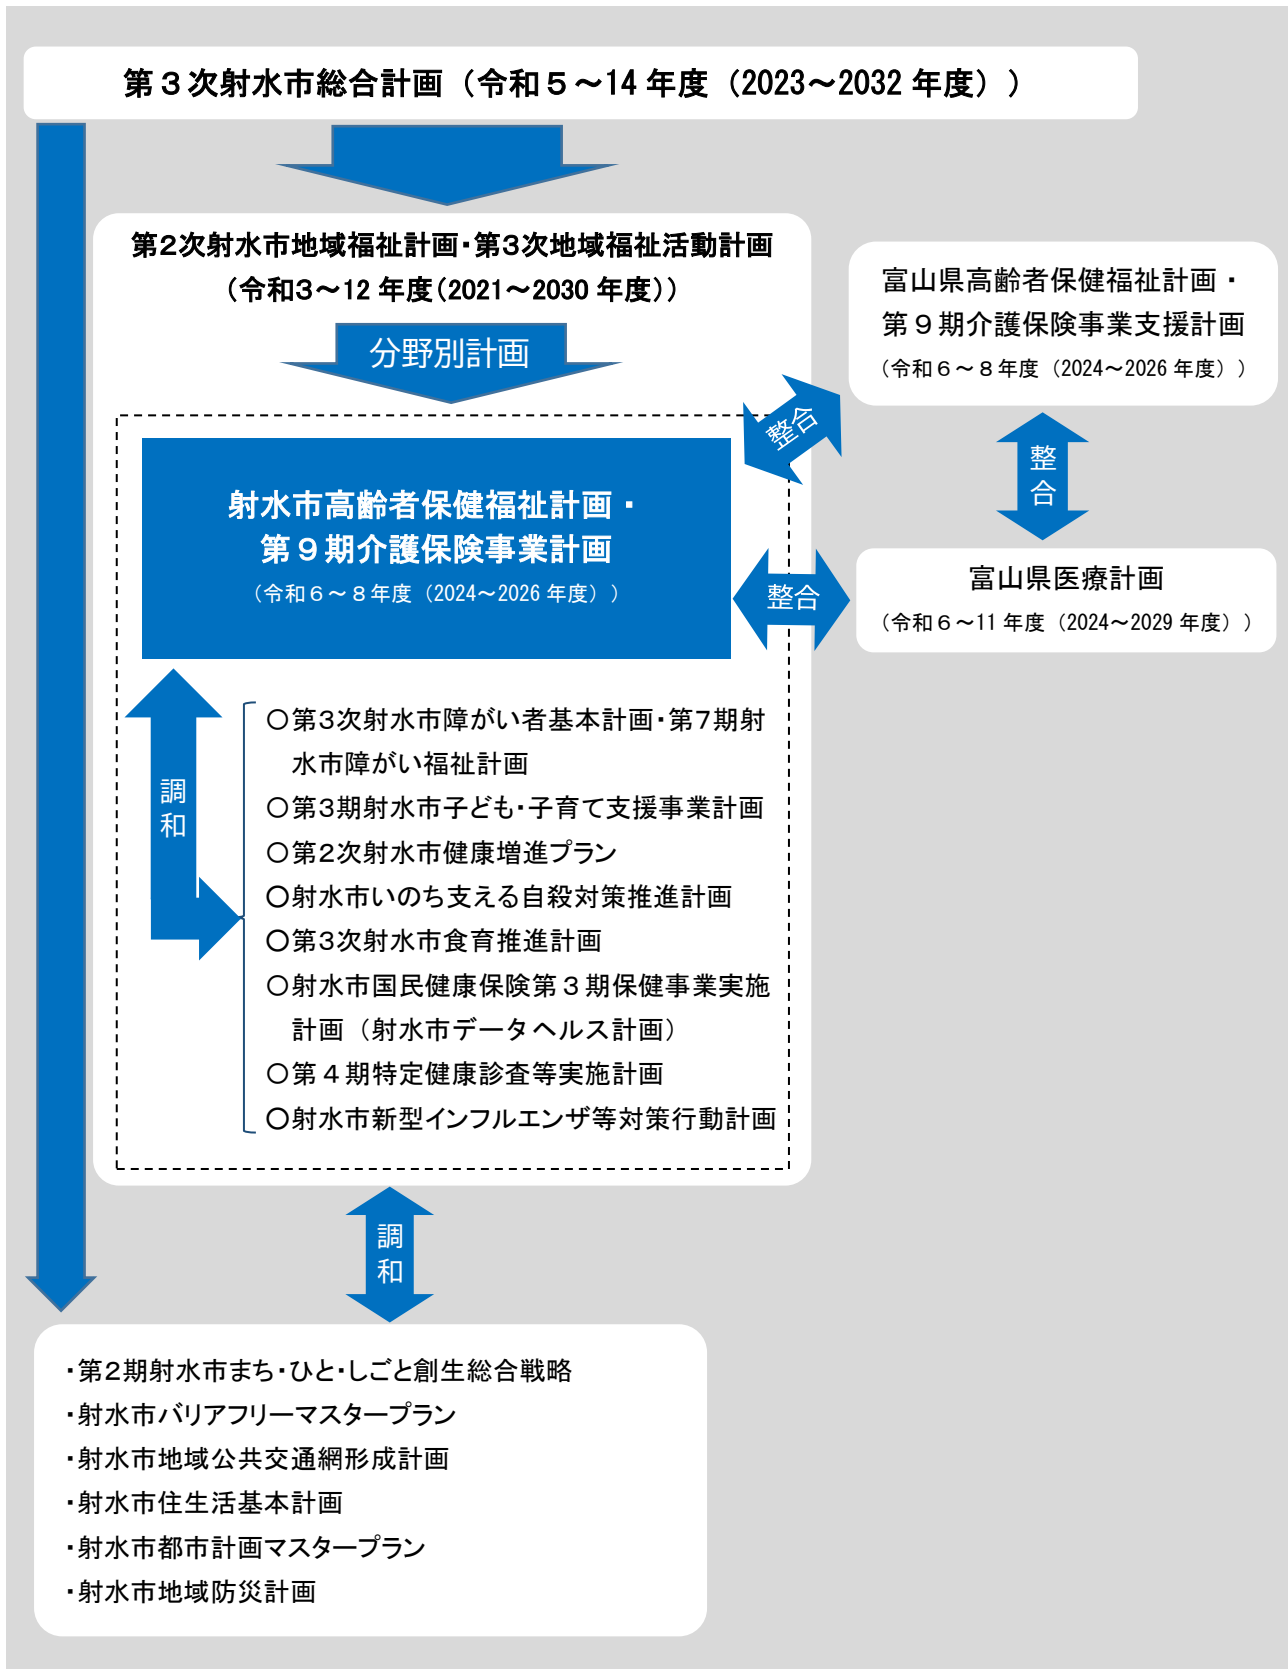 第３次射水市総合計画（令和５～14 年度（2023～2032 年度））
第2次射水市地域福祉計画・第3次地域福祉活動計画
（令和3～12 年度（2021～2030 年度））
分野別計画
富山県高齢者保健福祉計画・
第９期介護保険事業支援計画
（令和６～８年度（2024～2026 年度））
整合
整合
射水市高齢者保健福祉計画・
第９期介護保険事業計画
（令和６～８年度（2024～2026 年度））
整合
富山県医療計画
（令和６～11 年度（2024～2029 年度））
調和
○第3次射水市障がい者基本計画・第7期射
水市障がい福祉計画
○第3期射水市子ども・子育て支援事業計画
○第2次射水市健康増進プラン
○射水市いのち支える自殺対策推進計画
○第3次射水市食育推進計画
○射水市国民健康保険第３期保健事業実施
計画（射水市データヘルス計画）
○第４期特定健康診査等実施計画
○射水市新型インフルエンザ等対策行動計画
調和
・第2期射水市まち・ひと・しごと創生総合戦略
・射水市バリアフリーマスタープラン
・射水市地域公共交通網形成計画
・射水市住生活基本計画
・射水市都市計画マスタープラン
・射水市地域防災計画